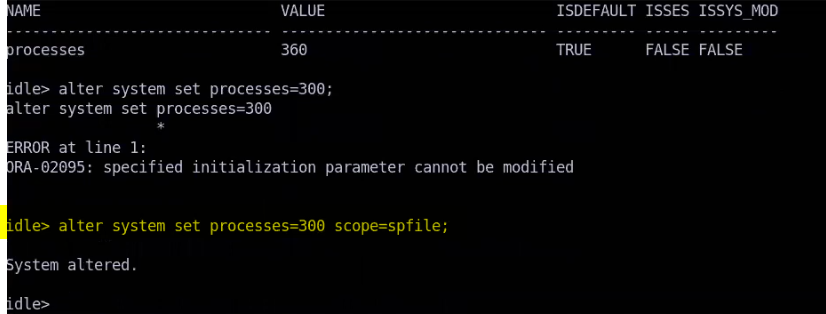 NAME VALUE ISDEFAULT ISSES ISSYS_MOD
------------------------------ ------------------------------ --------- ----- ---------
processes 360 TRUE FALSE FALSE
idle> alter system set processes=300;
alter system set processes=300
*
ERROR at line 1:
ORA-02095: specified initialization parameter cannot be modified
idle> alter system set processes=300 scope=spfile;
System altered.
idle>